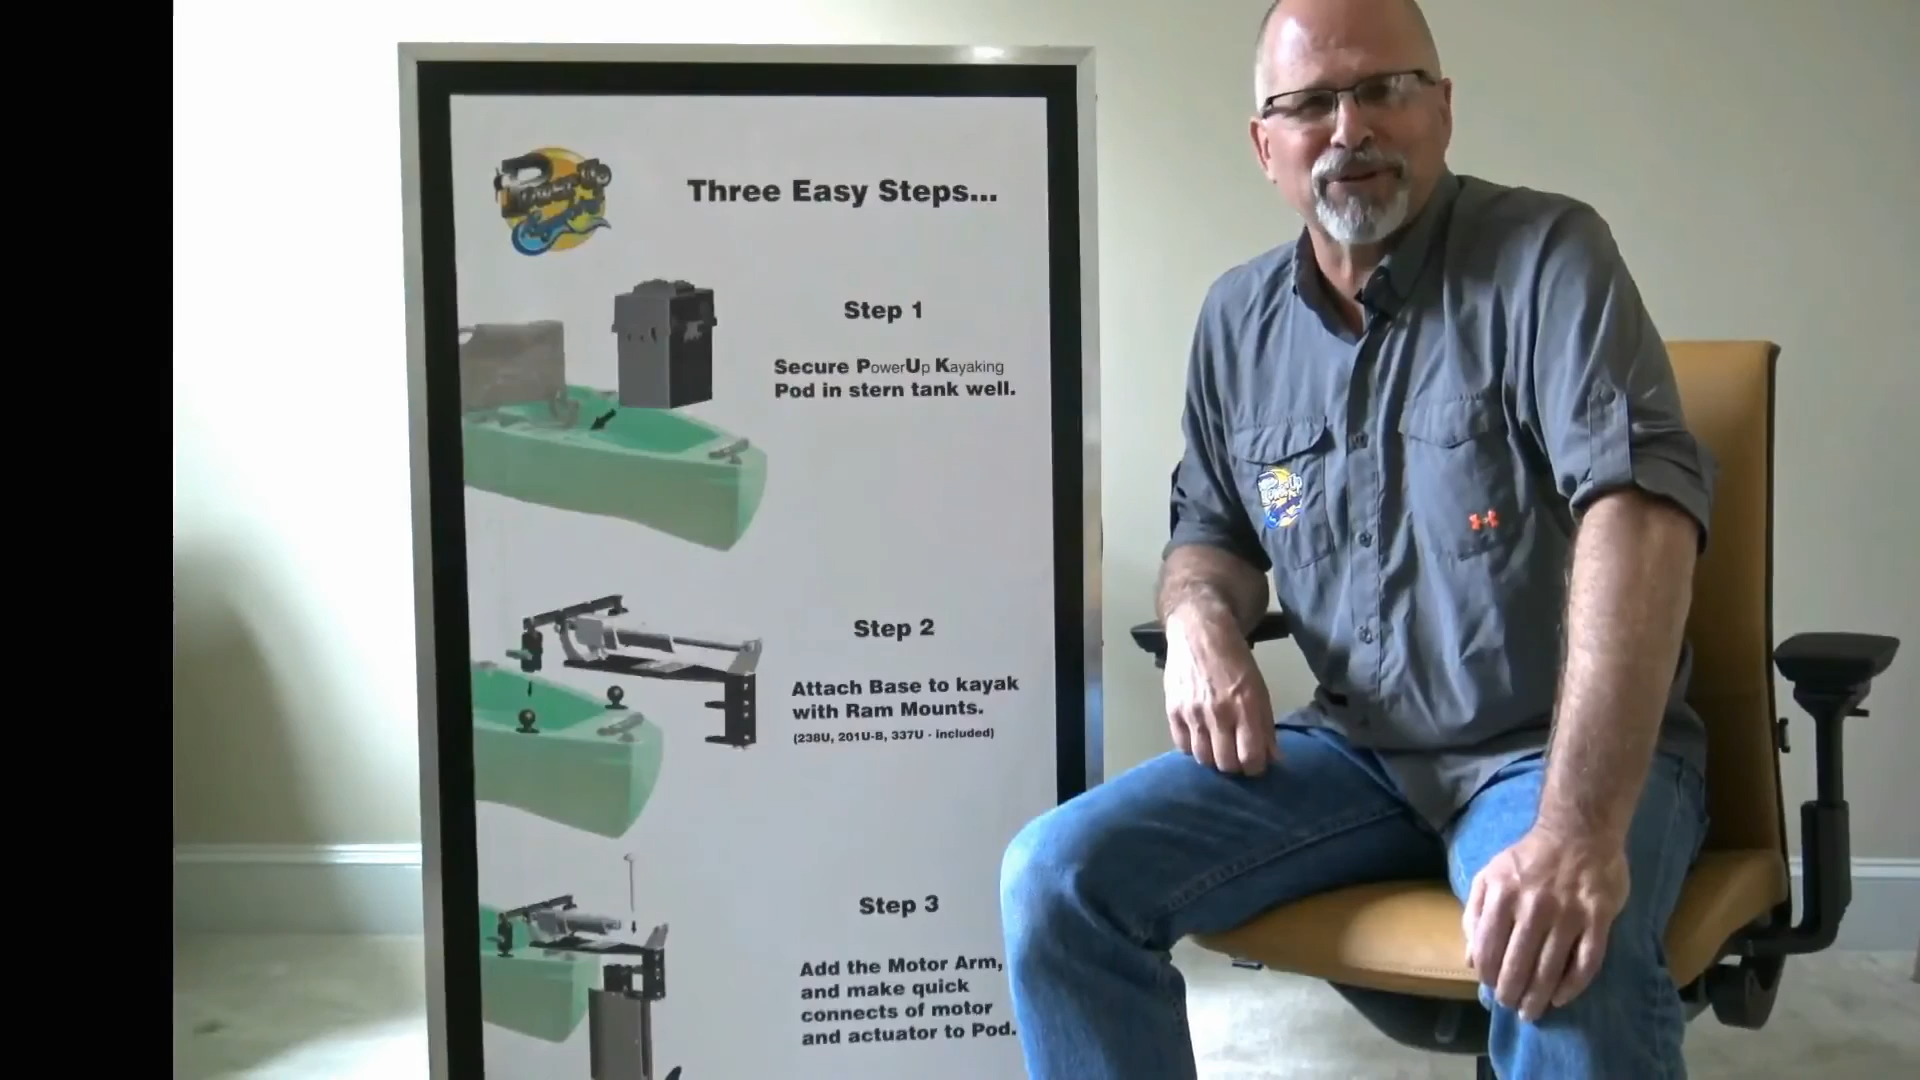 Three Easy Steps...
Step 1
Secure PowerUp Kayaking
Pod in stern tank well.
Step 2
Attach Base to kayak
with Ram Mounts.
(238U, 201U-B, 337U - included)
Step 3
Add the Motor Arm,
and make quick
connects of motor
and actuator to Pod.